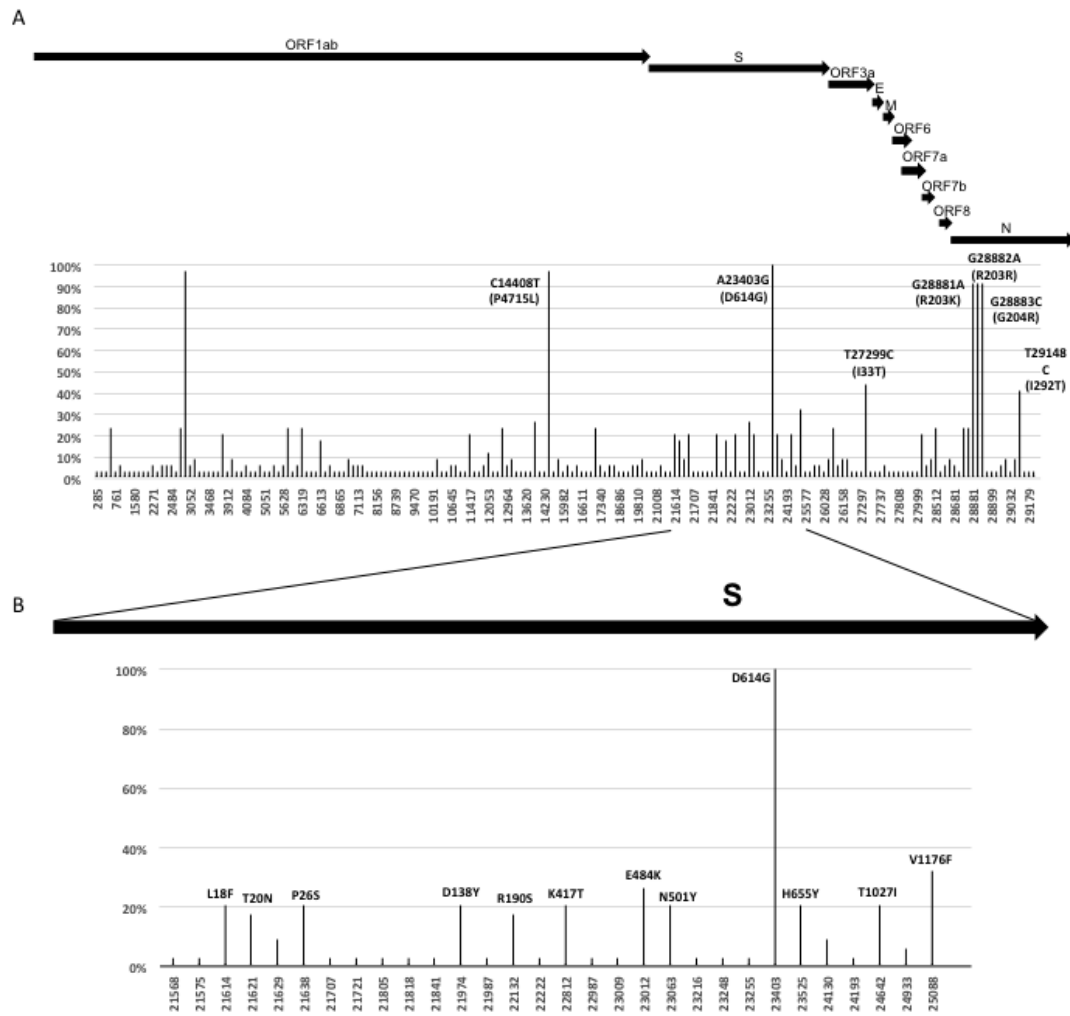 A
ORF1ab
S
ORF3a
E
M
ORF6
ORF7a
ORF7b
ORF8
N
100%
90%
80%
70%
60%
50%
40%
30%
20%
10%
0%
C14408T
(P4715L)
A23403G
(D614G)
T27299C
(I33T)
G28881A
(R203K)
G28882A
(R203R)
G28883C
(G204R)
T29148
C
(I292T)
285
761
1580
2271
2484
3052
3468
3912
4084
5051
5628
6319
6613
6865
7113
8156
8739
9470
10191
10645
11417
12053
12964
14230
15982
16611
17340
18686
19810
21008
21614
21707
21841
22222
23012
23255
24193
25577
26028
26158
27297
27737
27808
27999
28512
28681
28881
28899
29032
29179
B
S
100%
80%
60%
40%
20%
0%
L18F
T20N
P26S
D138Y
R190S
K417T
E484K
N501Y
D614G
H655Y
T1027I
V1176F
21568
21575
21614
21621
21629
21638
21707
21721
21805
21818
21841
21974
21987
22132
22222
22812
22987
23009
23012
23063
23216
23248
23255
23403
23525
24130
24193
24642
24933
25088